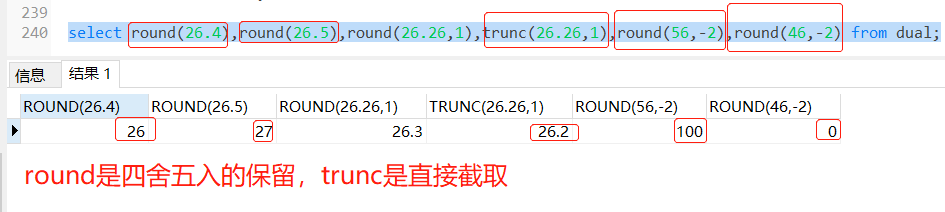 239
240 select round(26.4),round(26.5),round(26.26,1),trunc(26.26,1),round(56,-2),round(46,-2) from dual;
信息 结果 1
ROUND(26.4) ROUND(26.5) ROUND(26.26,1) TRUNC(26.26,1) ROUND(56,-2) ROUND(46,-2)
26 27 26.3 26.2 100 0
round是四舍五入的保留，trunc是直接截取